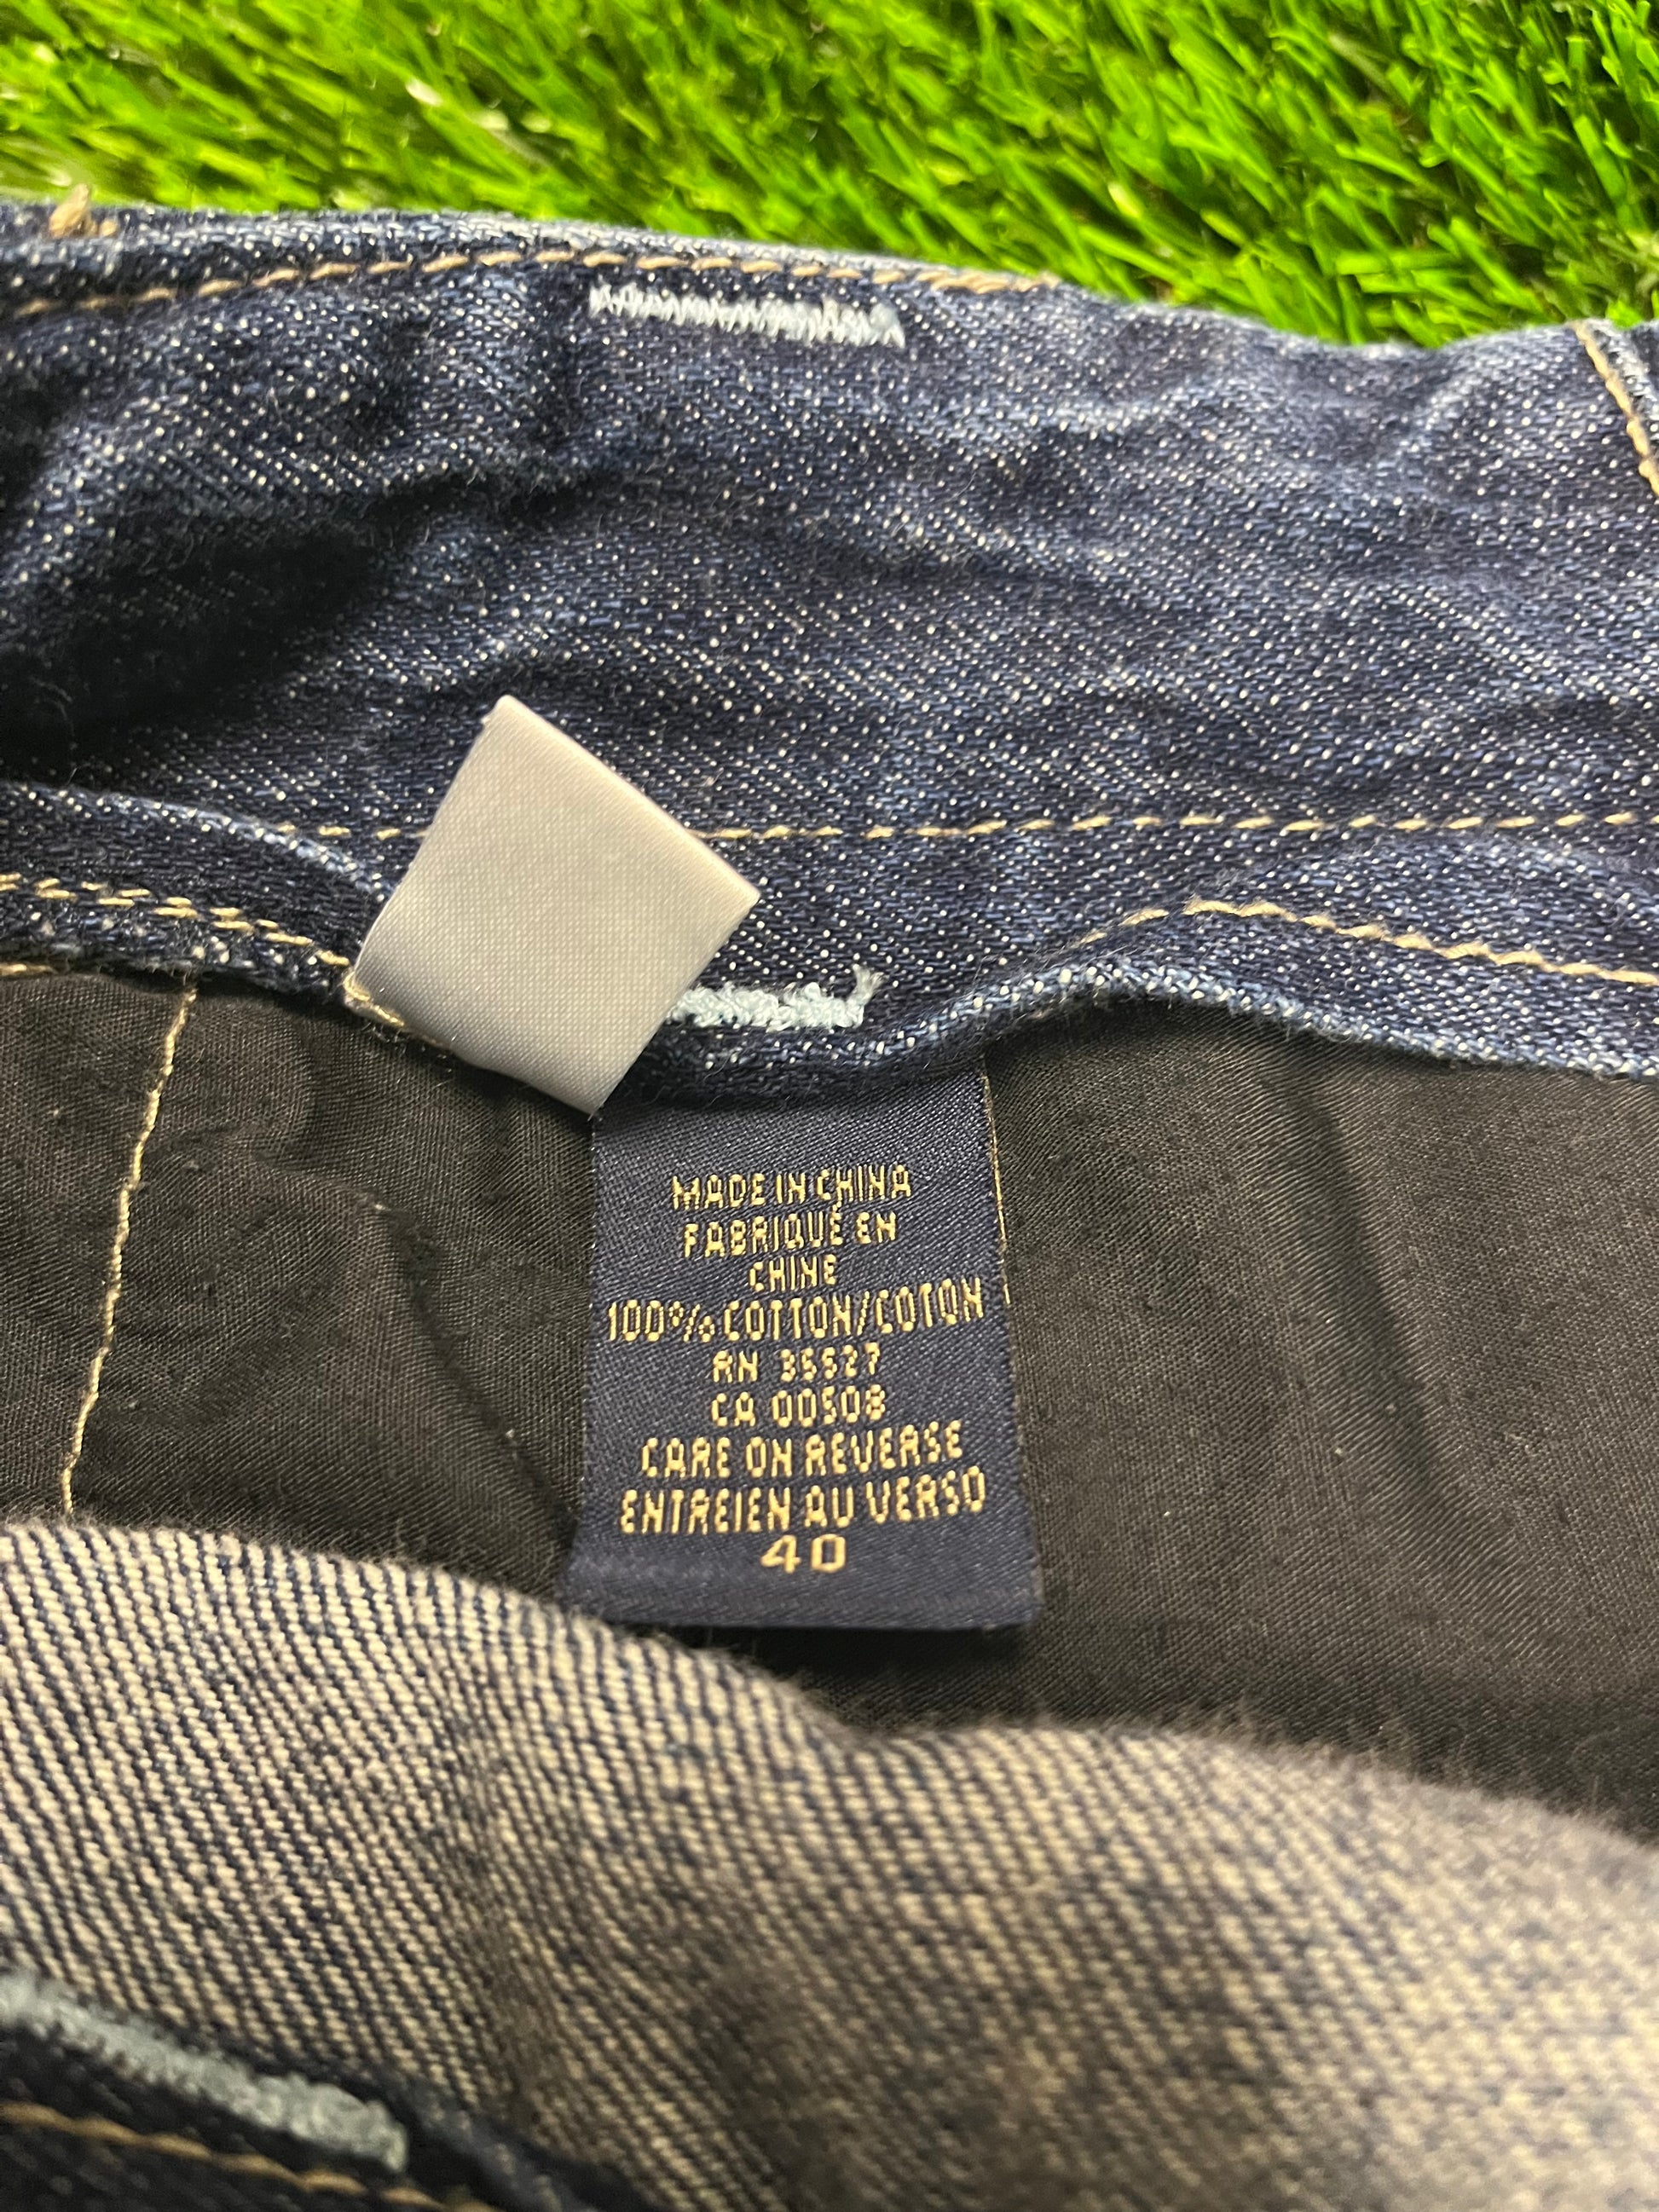 MADE IN CHINA
FABRIQUÉ EN
CHINE
100% COTTON/COTON
RN 35527
CA 00508
CARE ON REVERSE
ENTREIEN AU VERSO
40